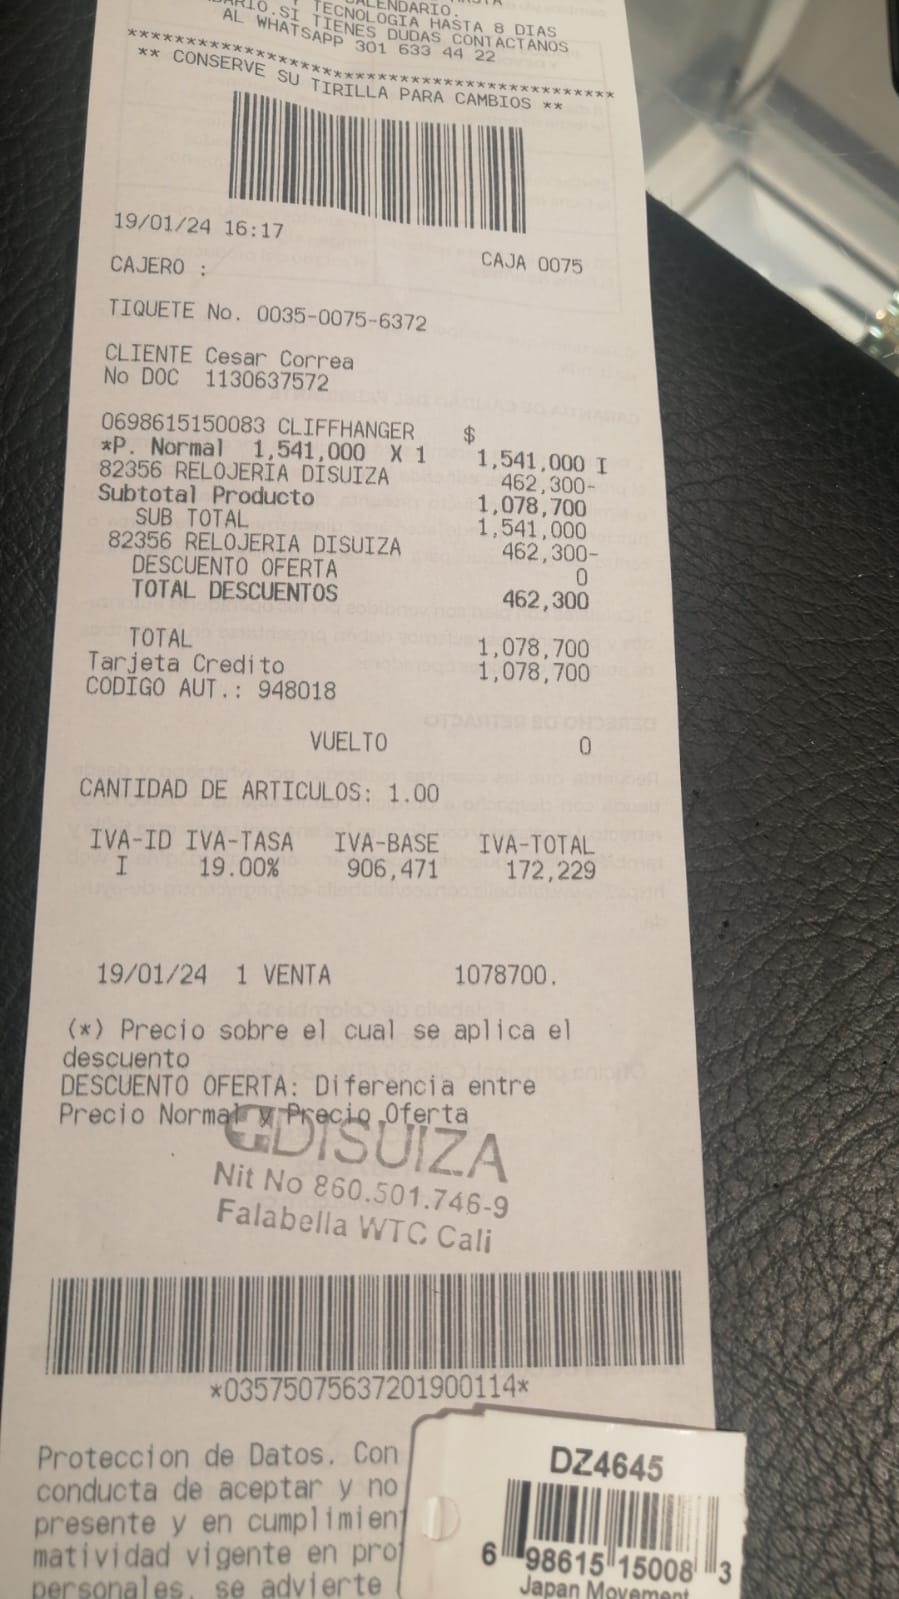 CALENDARIO.
Y TECNOLOGIA HASTA 8 DIAS
SI TIENES DUDAS CONTACTANOS
AL WHATSAPP 301 633 44 22
****************************************
** CONSERVE SU TIRILLA PARA CAMBIOS **
19/01/24 16:17
CAJA 0075
CAJERO :
TIQUETE No. 0035-0075-6372
CLIENTE Cesar Correa
No DOC 1130637572
0698615150083 CLIFFHANGER $
*P. Normal 1,541,000 X 1 1,541,000 I
82356 RELOJERIA DISUIZA 462,300-
Subtotal Producto 1,078,700
SUB TOTAL 1,541,000
82356 RELOJERIA DISUIZA 462,300-
DESCUENTO OFERTA 0
TOTAL DESCUENTOS 462,300
TOTAL 1,078,700
Tarjeta Credito 1,078,700
CODIGO AUT.: 948018
VUELTO 0
CANTIDAD DE ARTICULOS: 1.00
IVA-ID IVA-TASA IVA-BASE IVA-TOTAL
I 19.00% 906,471 172,229
19/01/24 1 VENTA 1078700.
(*) Precio sobre el cual se aplica el
descuento
DESCUENTO OFERTA: Diferencia entre
Precio Normal y Precio Oferta
DISUIZA
Nit No 860.501.746-9
Falabella WTC Cali
*03575075637201900114*
Proteccion de Datos. Con
conducta de aceptar y no
presente y en cumplimien
matividad vigente en pro
personales, se advierte
DZ4645
6 98615 15008 3
Japan Movement